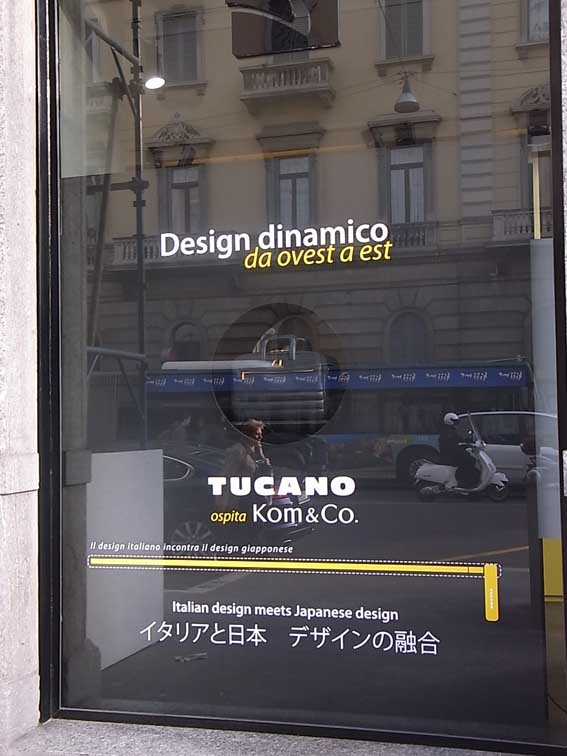 Design dinamico
da ovest a est
TUCANO
ospita Kom&Co.
Il design italiano incontra il design giapponese
Italian design meets Japanese design
イタリアと日本 デザインの融合